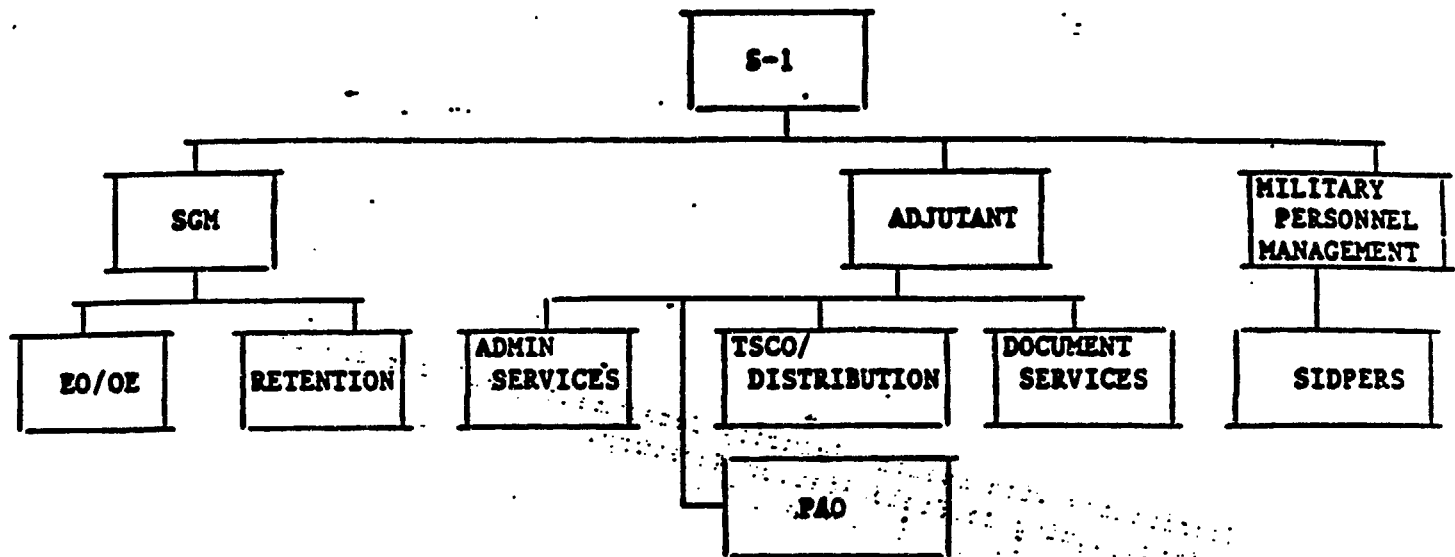 S-1
SGM
ADJUTANT
MILITARY
PERSONNEL
MANAGEMENT
EO/OE
RETENTION
ADMIN
SERVICES
TSCO/
DISTRIBUTION
DOCUMENT
SERVICES
SIDPERS
PAO